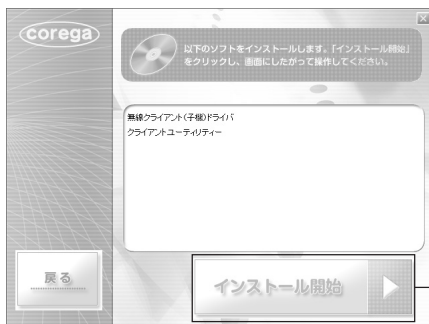 corega
以下のソフトをインストールします。「インストール開始」
をクリックし、画面にしたがって操作してください。
無線クライアント(子機)ドライバ
クライアントユーティリティー
戻る
インストール開始